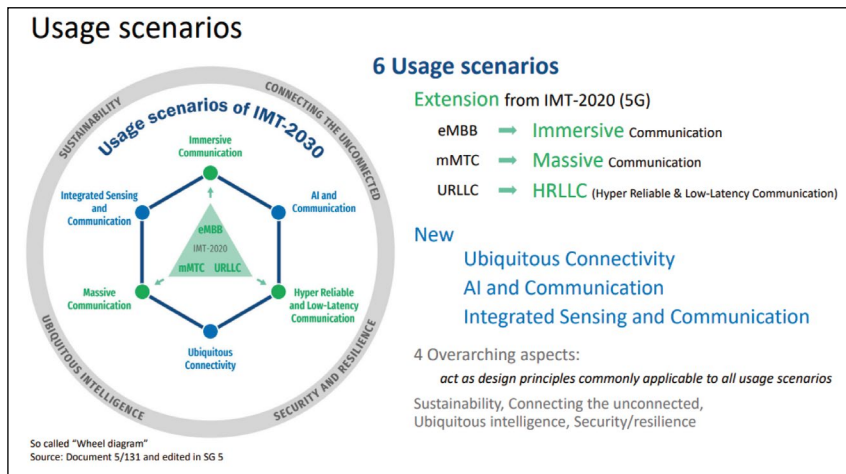 Usage scenarios
SUSTAINABILITY
CONNECTING THE UNCONNECTED
UBIQUITOUS INTELLIGENCE
SECURITY AND RESILIENCE
Usage scenarios of IMT-2030
Immersive
Communication
Integrated Sensing
and
Communication
AI and
Communication
eMBB
IMT-2020
mMTC URLLC
Massive
Communication
Hyper Reliable
and Low-Latency
Communication
Ubiquitous
Connectivity
So called “Wheel diagram”
Source: Document 5/131 and edited in SG 5
6 Usage scenarios
Extension from IMT-2020 (5G)
eMBB → Immersive Communication
mMTC → Massive Communication
URLLC → HRLLC (Hyper Reliable & Low-Latency Communication)
New
Ubiquitous Connectivity
AI and Communication
Integrated Sensing and Communication
4 Overarching aspects:
act as design principles commonly applicable to all usage scenarios
Sustainability, Connecting the unconnected,
Ubiquitous intelligence, Security/resilience